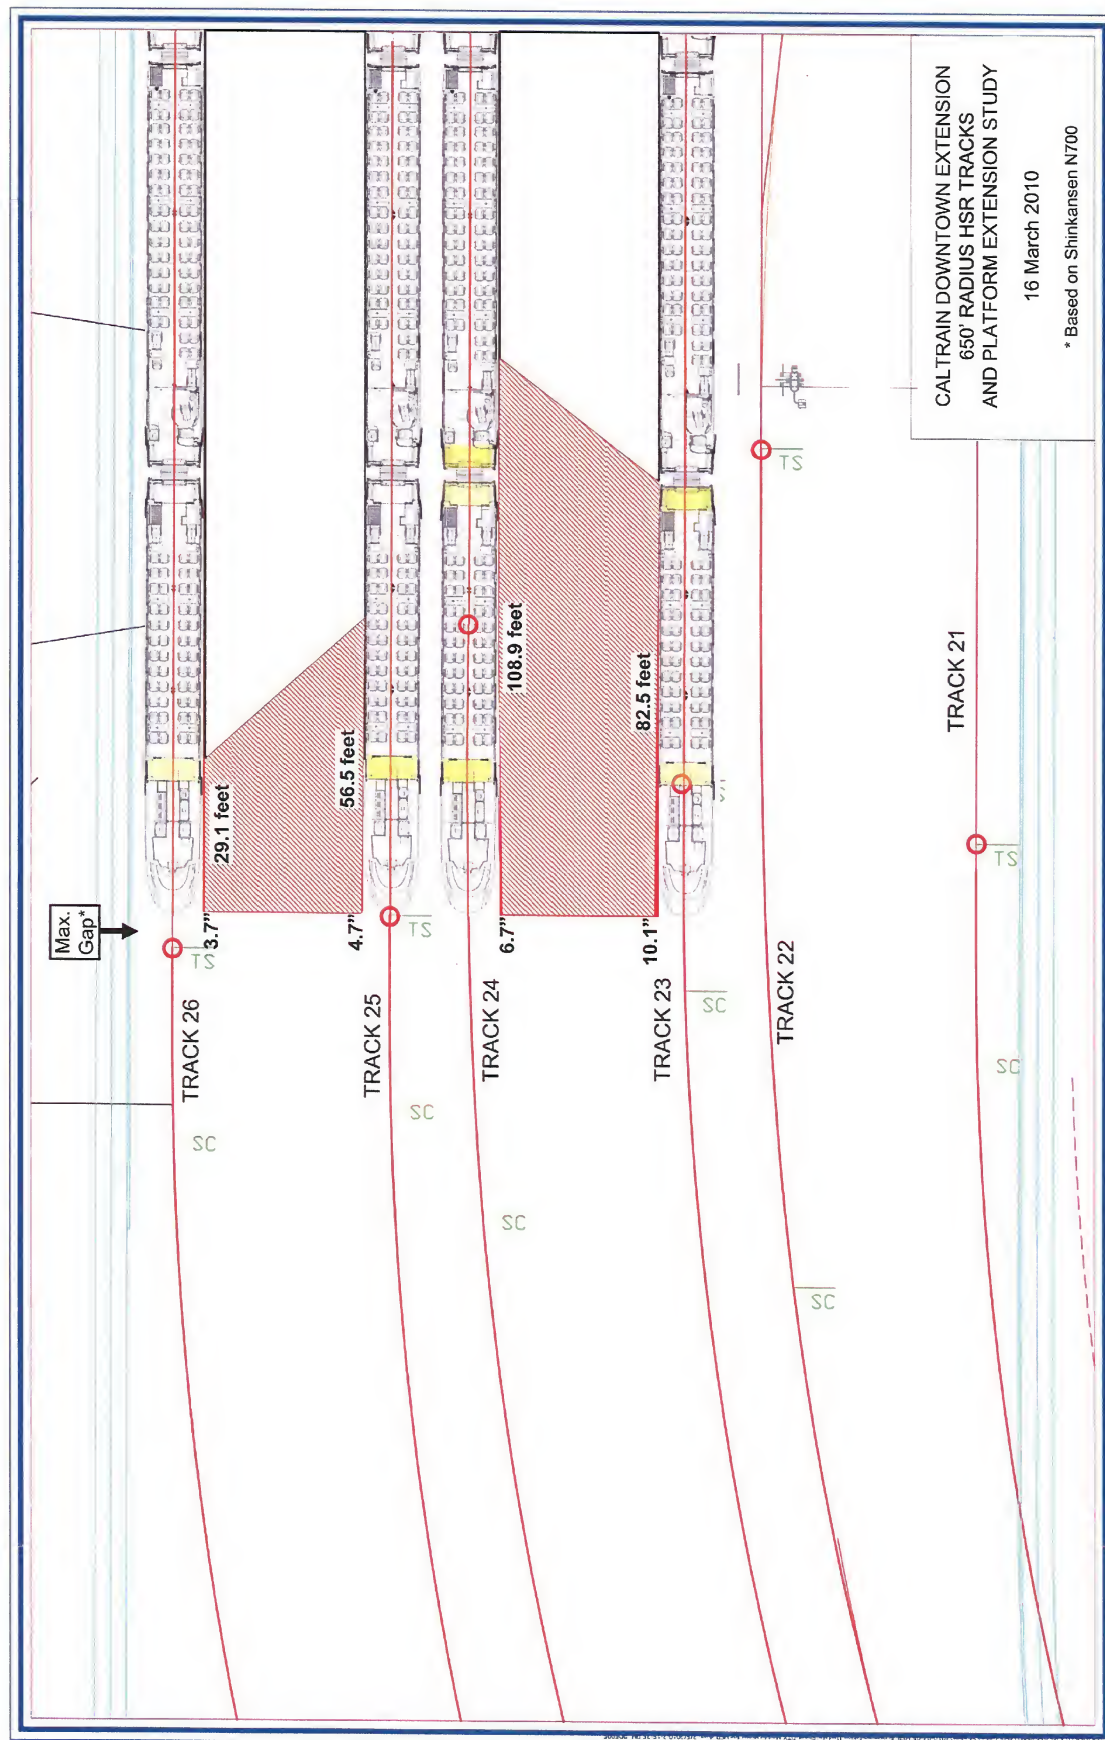 Max.
Gap*
3.7"
29.1 feet
TS
TRACK 26
SC
56.5 feet
4.7"
TS
TRACK 25
SC
108.9 feet
6.7"
TRACK 24
SC
82.5 feet
10.1"
TRACK 23
SC
TS
TRACK 22
SC
TRACK 21
TS
SC
CALTRAIN DOWNTOWN EXTENSION
650' RADIUS HSR TRACKS
AND PLATFORM EXTENSION STUDY
16 March 2010
* Based on Shinkansen N700